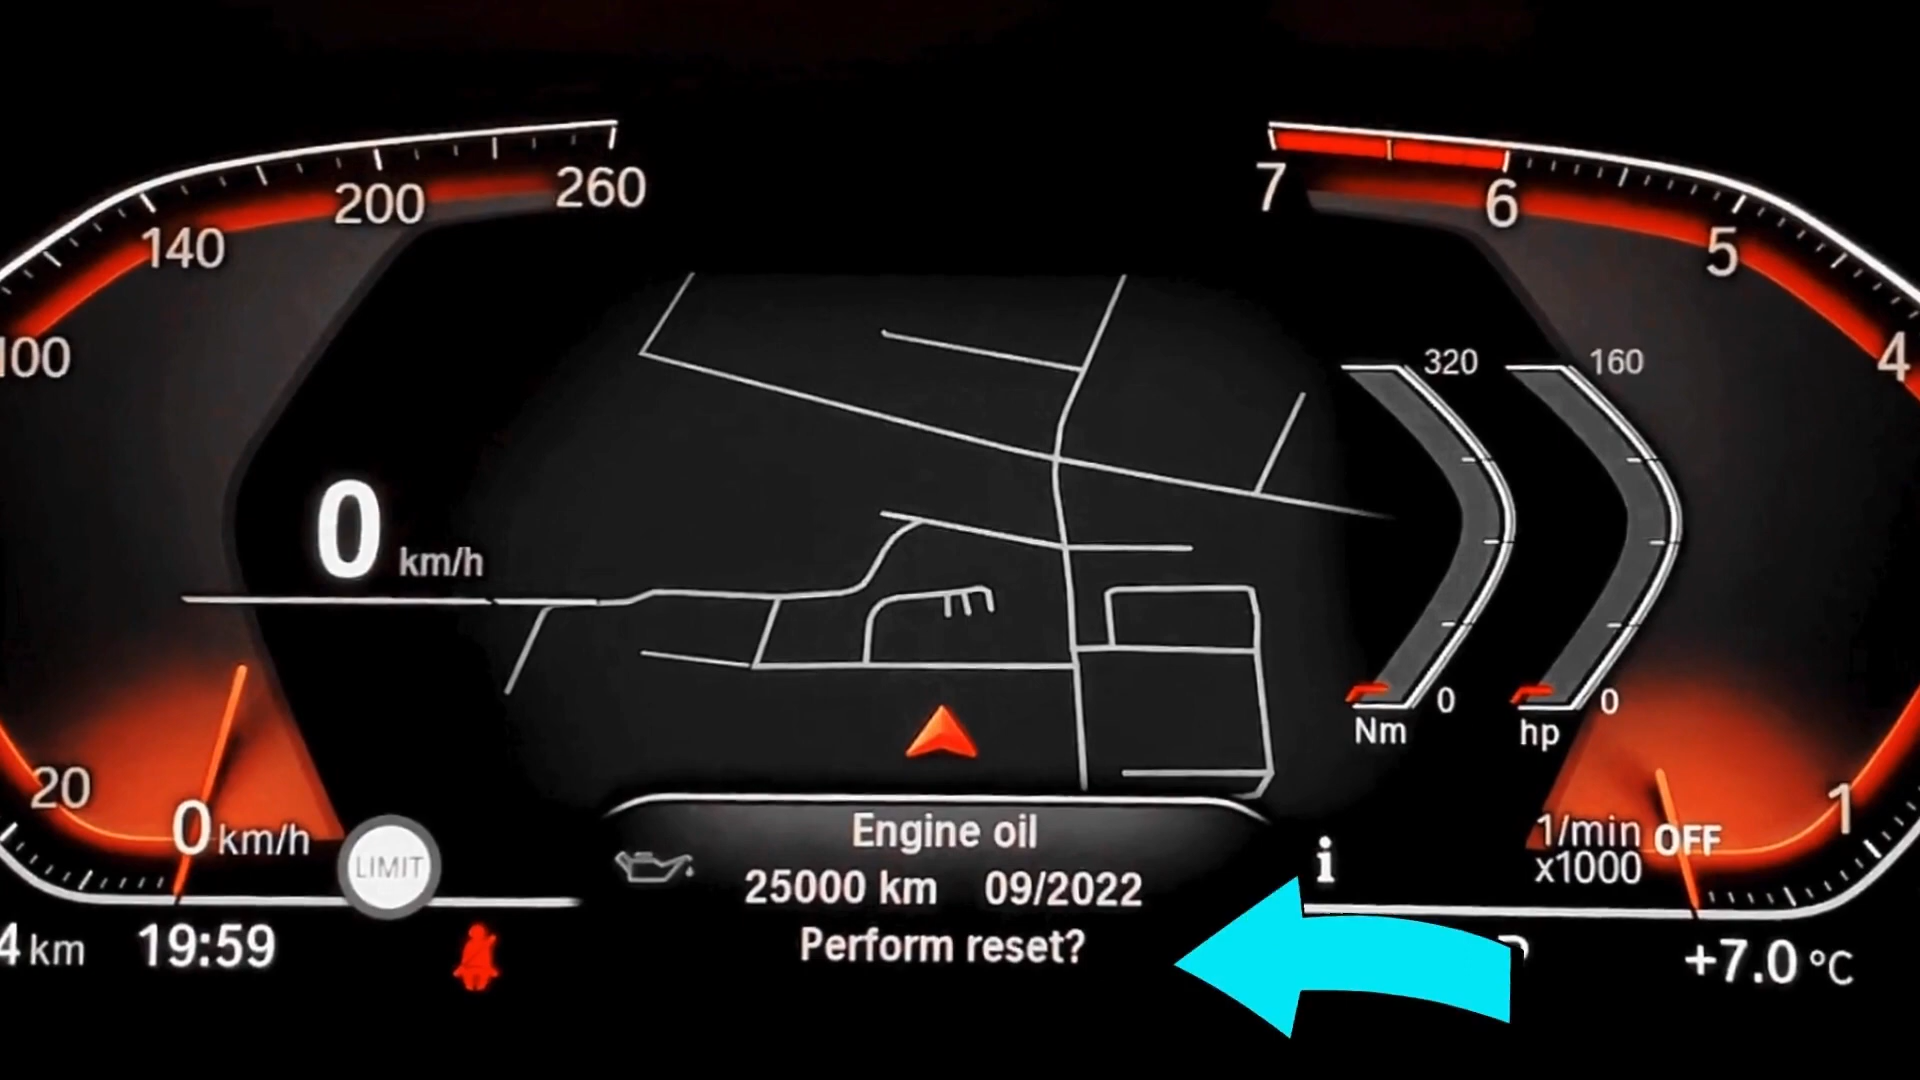 260
200
140
100
20
0 km/h
0 km/h
LIMIT
4 km
19:59
Engine oil
25000 km 09/2022
Perform reset?
i
7
6
5
4
1
320
0
Nm
160
0
hp
1/min
x1000
OFF
+7.0 °C